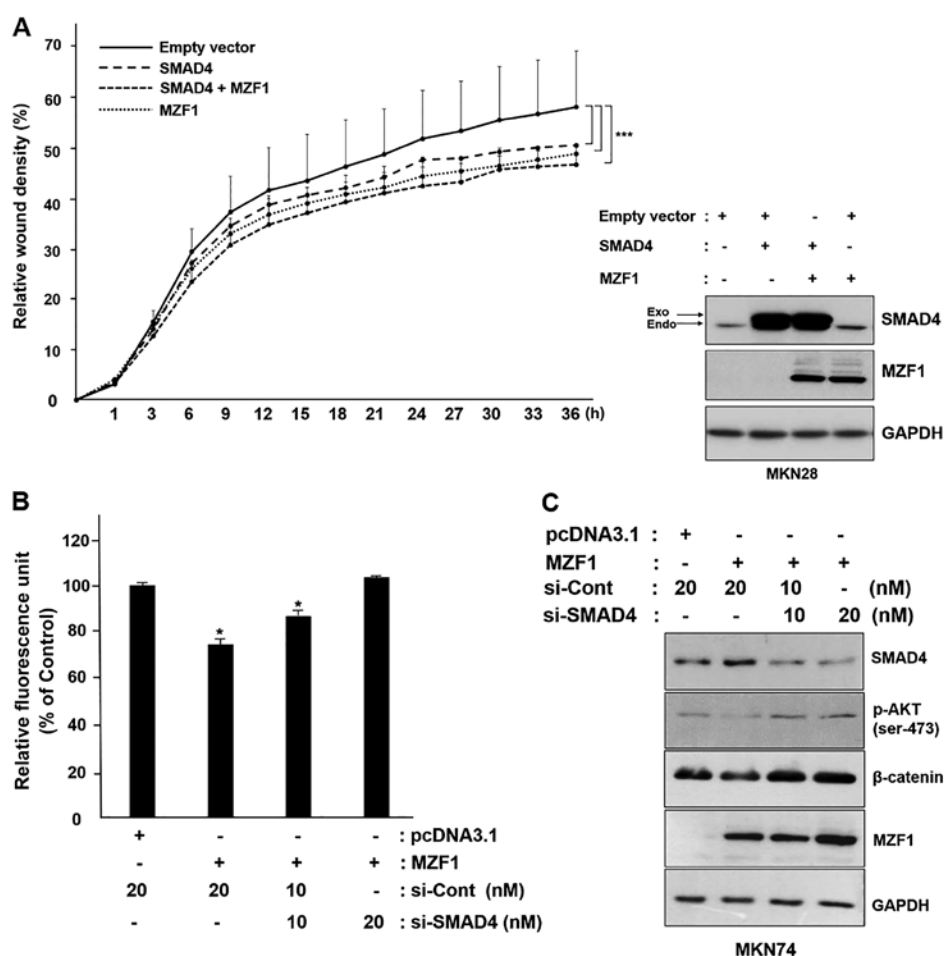 A
Relative wound density (%)
70
60
50
40
30
20
10
0
Empty vector
SMAD4
SMAD4 + MZF1
MZF1
***
1 3 6 9 12 15 18 21 24 27 30 33 36 (h)
Empty vector : + + - +
SMAD4 : - + + -
MZF1 : - - + +
Exo
Endo
SMAD4
MZF1
GAPDH
MKN28
B
Relative fluorescence unit
(% of Control)
120
100
80
60
40
20
0
* *
+ - - - : pcDNA3.1
- + + + : MZF1
20 20 10 - : si-Cont (nM)
- - 10 20 : si-SMAD4 (nM)
C
pcDNA3.1 : + - - -
MZF1 : - + + +
si-Cont : 20 20 10 - (nM)
si-SMAD4 : - - 10 20 (nM)
SMAD4
p-AKT
(ser-473)
β-catenin
MZF1
GAPDH
MKN74